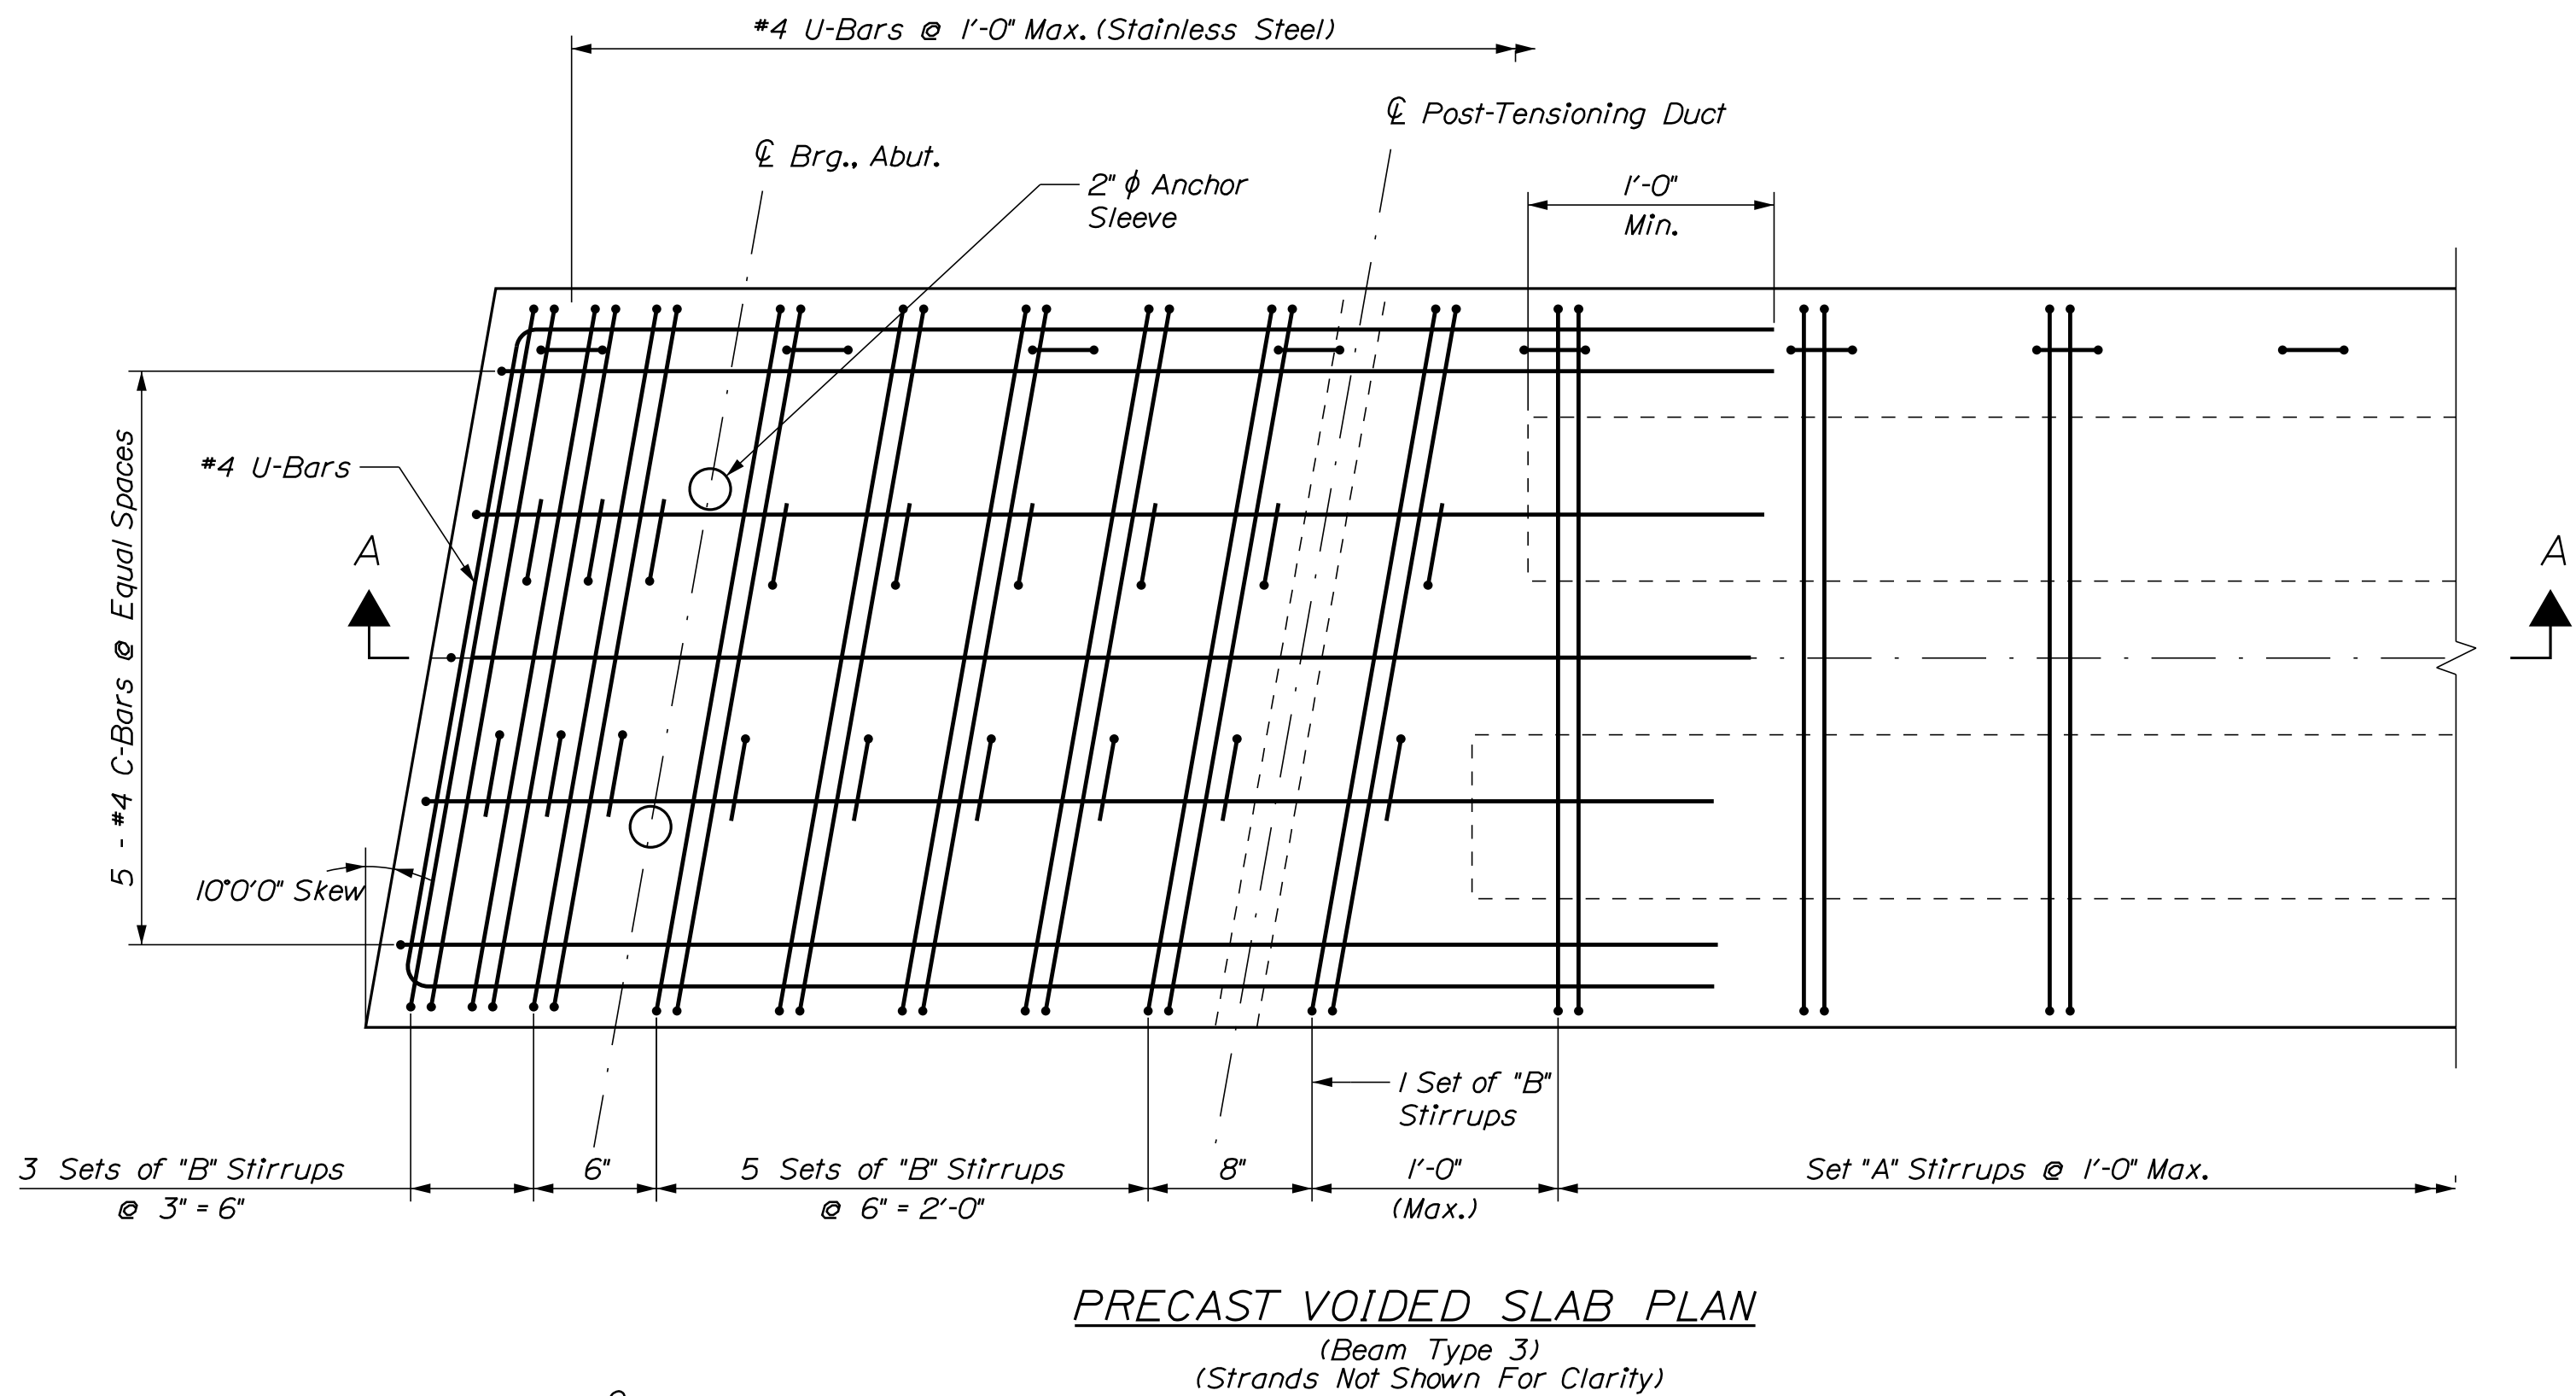 #4 U-Bars @ 1'-0" Max. (Stainless Steel)
℄ Post-Tensioning Duct
℄ Brg., Abut.
2" ϕ Anchor
Sleeve
1'-0"
Min.
#4 U-Bars
5 - #4 C-Bars @ Equal Spaces
A
A
10°0'0" Skew
1 Set of "B"
Stirrups
3 Sets of "B" Stirrups
@ 3" = 6"
6"
5 Sets of "B" Stirrups
@ 6" = 2'-0"
8"
1'-0"
(Max.)
Set "A" Stirrups @ 1'-0" Max.
PRECAST VOIDED SLAB PLAN
(Beam Type 3)
(Strands Not Shown For Clarity)